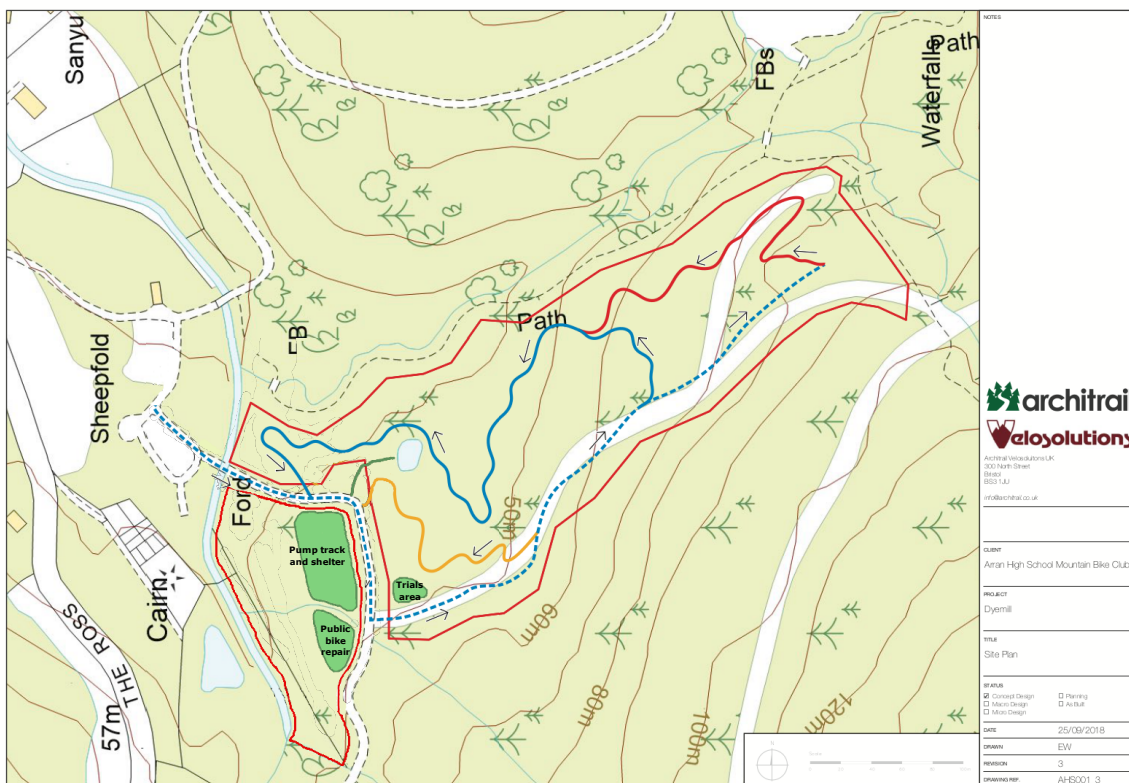 Sanyu
Path
FBs
Waterfalls
Sheepfold
Path
Ford
50m
Pump track
and shelter
Trials
area
Public
bike
repair
Cairn
THE ROSS
57m
60m
80m
100m
120m
N
NOTES
architrail
Velosolutions
Architrail Velosolutions UK
300 North Street
Bristol
BS3 1JU
info@architrail.co.uk
CLIENT
Arran High School Mountain Bike Club
PROJECT
Dyemill
TITLE
Site Plan
STATUS
Concept Design
Planning
Macro Design
As Built
Micro Design
DATE
25/09/2018
DRAWN
EW
REVISION
3
DRAWING REF
AHS001_3